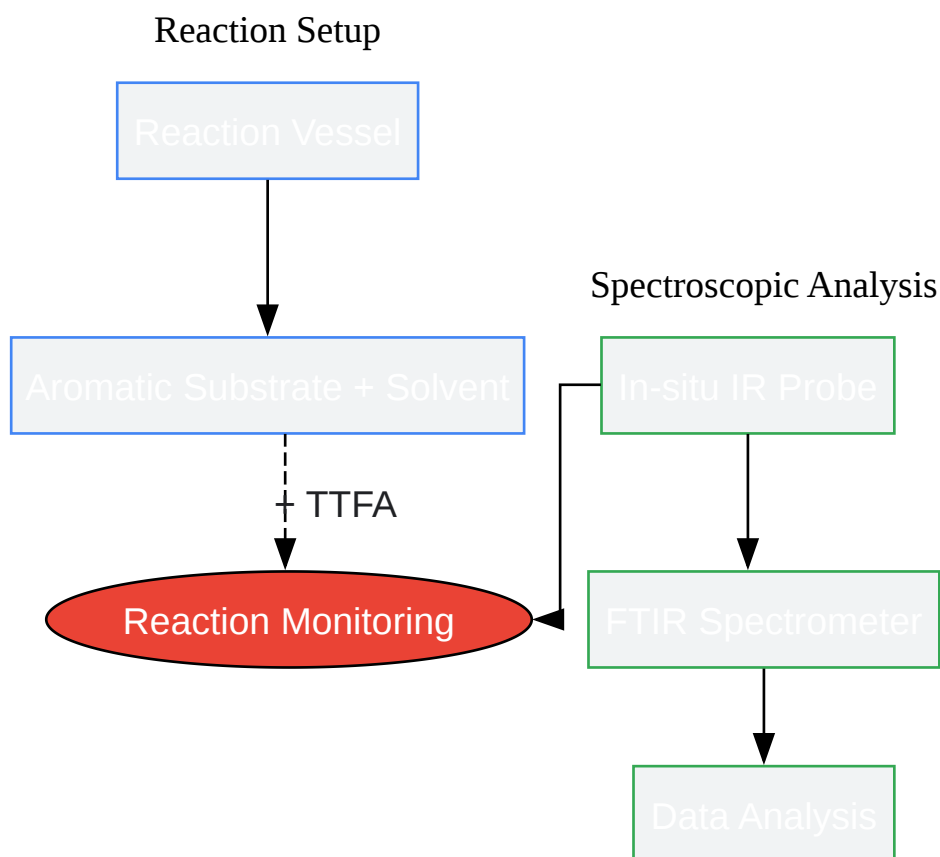 Reaction Setup
Reaction Vessel
Spectroscopic Analysis
Aromatic Substrate + Solvent
In-situ IR Probe
+ TTFA
Reaction Monitoring
FTIR Spectrometer
Data Analysis